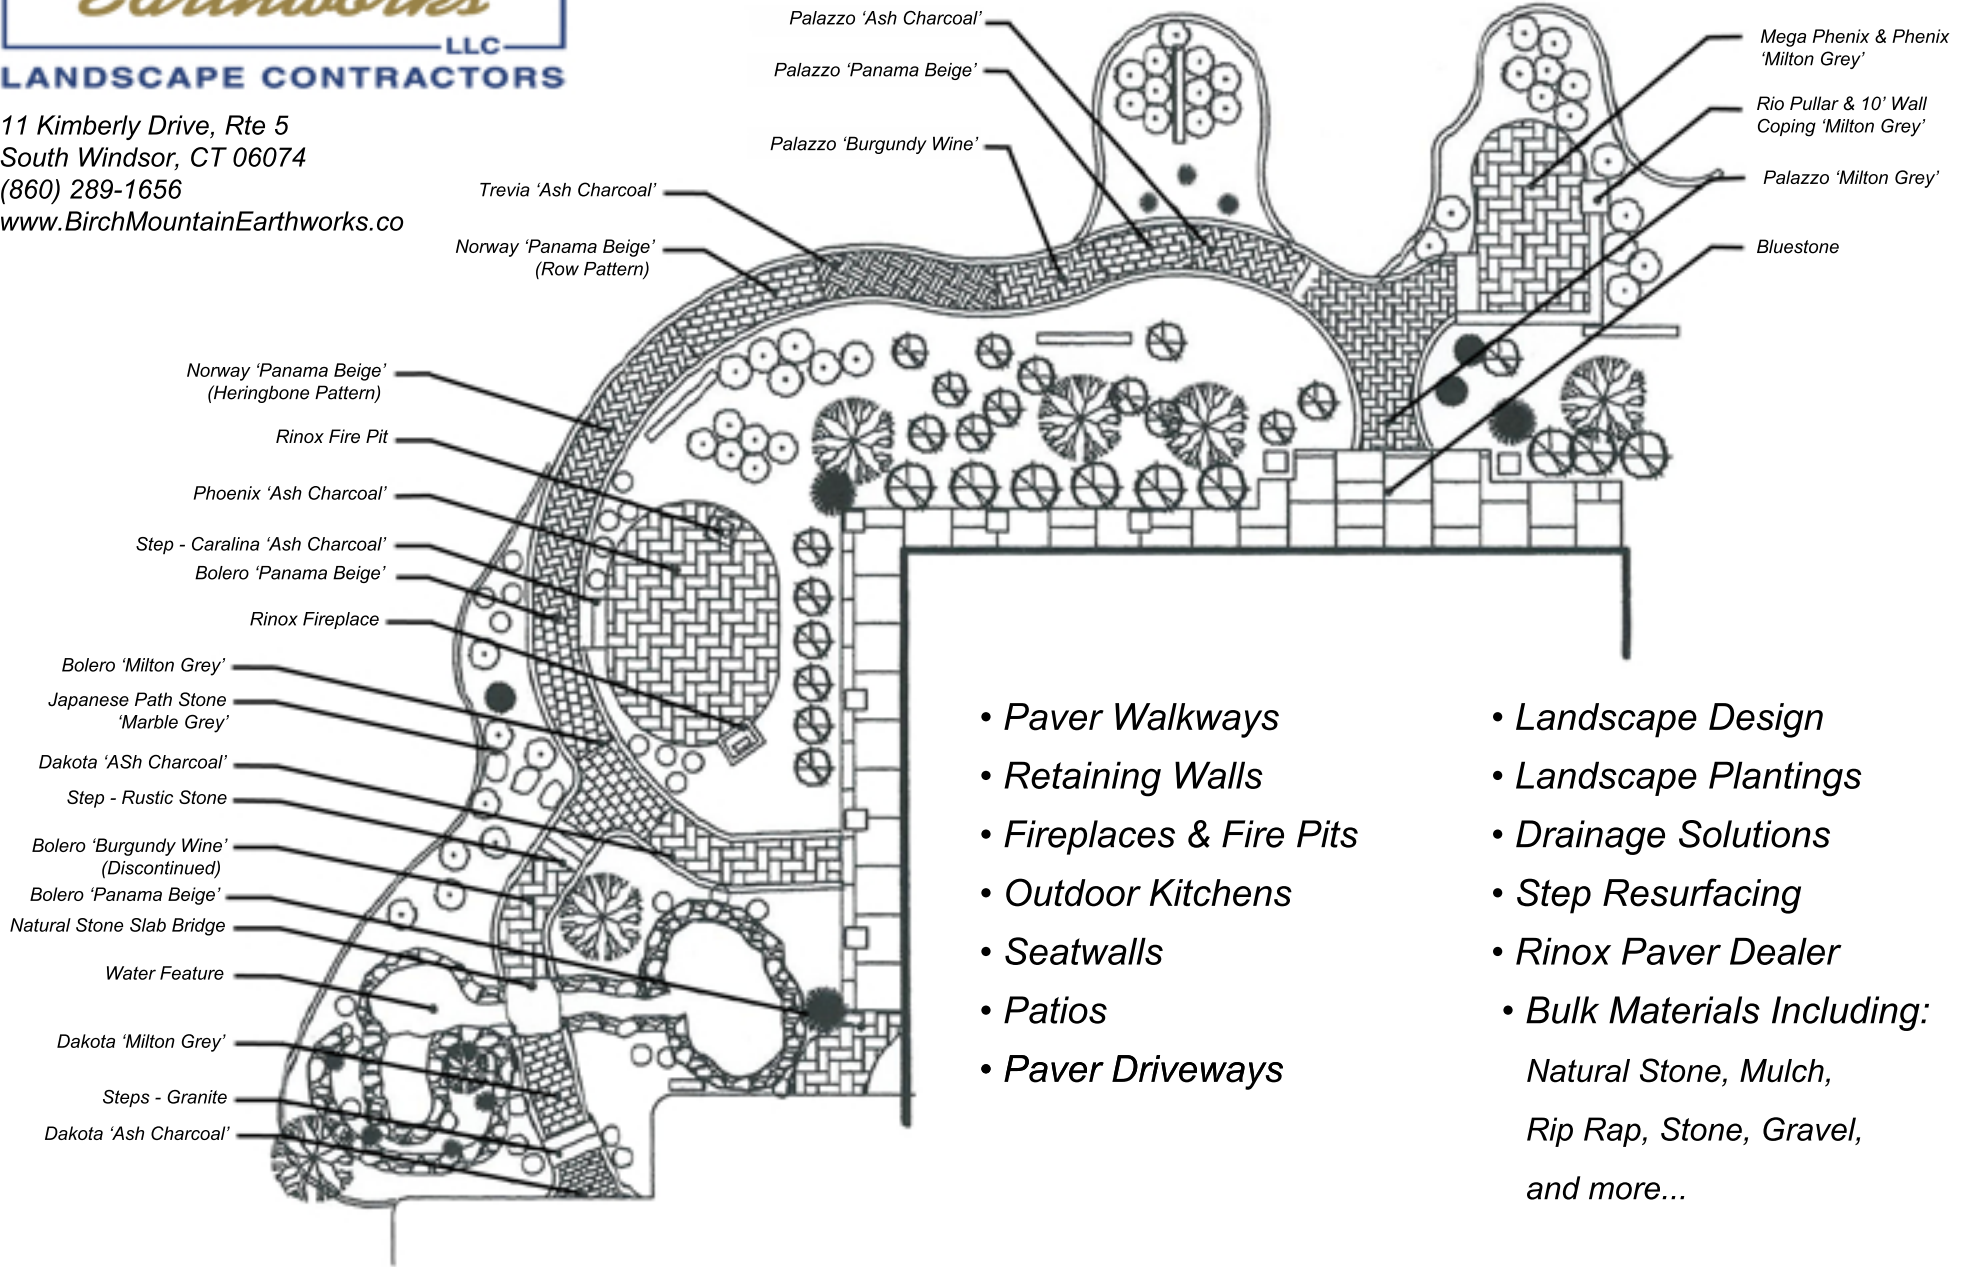 Earthworks
LLC
LANDSCAPE CONTRACTORS
11 Kimberly Drive, Rte 5
South Windsor, CT 06074
(860) 289-1656
www.BirchMountainEarthworks.co
Palazzo ‘Ash Charcoal’
Palazzo ‘Panama Beige’
Palazzo ‘Burgundy Wine’
Trevia ‘Ash Charcoal’
Norway ‘Panama Beige’
(Row Pattern)
Norway ‘Panama Beige’
(Heringbone Pattern)
Rinox Fire Pit
Phoenix ‘Ash Charcoal’
Step - Caralina ‘Ash Charcoal’
Bolero ‘Panama Beige’
Rinox Fireplace
Bolero ‘Milton Grey’
Japanese Path Stone
‘Marble Grey’
Dakota ‘ASh Charcoal’
Step - Rustic Stone
Bolero ‘Burgundy Wine’
(Discontinued)
Bolero ‘Panama Beige’
Natural Stone Slab Bridge
Water Feature
Dakota ‘Milton Grey’
Steps - Granite
Dakota ‘Ash Charcoal’
Mega Phenix & Phenix
‘Milton Grey’
Rio Pullar & 10’ Wall
Coping ‘Milton Grey’
Palazzo ‘Milton Grey’
Bluestone
• Paver Walkways
• Retaining Walls
• Fireplaces & Fire Pits
• Outdoor Kitchens
• Seatwalls
• Patios
• Paver Driveways
• Landscape Design
• Landscape Plantings
• Drainage Solutions
• Step Resurfacing
• Rinox Paver Dealer
• Bulk Materials Including:
Natural Stone, Mulch,
Rip Rap, Stone, Gravel,
and more...